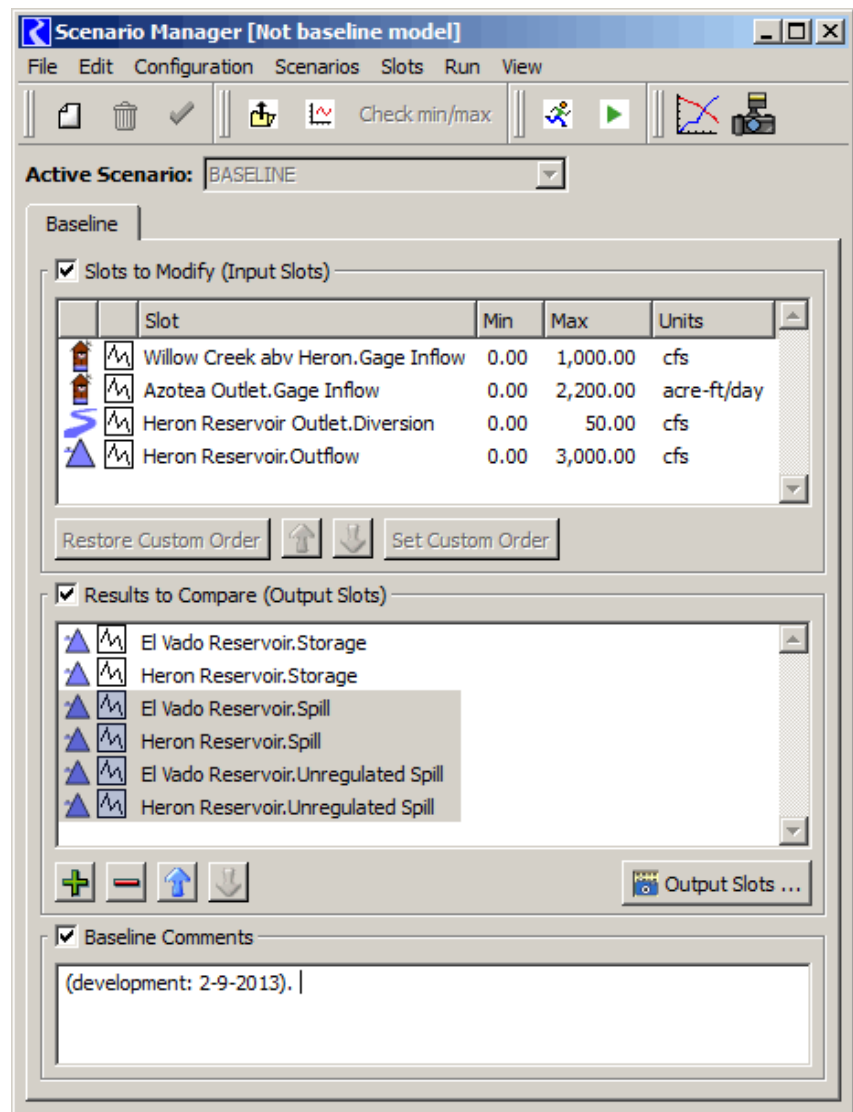 Scenario Manager [Not baseline model]
File Edit Configuration Scenarios Slots Run View
Check min/max
Active Scenario: BASELINE
Baseline
Slots to Modify (Input Slots)
Slot Min Max Units
Willow Creek abv Heron.Gage Inflow 0.00 1,000.00 cfs
Azotea Outlet.Gage Inflow 0.00 2,200.00 acre-ft/day
Heron Reservoir Outlet.Diversion 0.00 50.00 cfs
Heron Reservoir.Outflow 0.00 3,000.00 cfs
Restore Custom Order Set Custom Order
Results to Compare (Output Slots)
El Vado Reservoir.Storage
Heron Reservoir.Storage
El Vado Reservoir.Spill
Heron Reservoir.Spill
El Vado Reservoir.Unregulated Spill
Heron Reservoir.Unregulated Spill
Output Slots ...
Baseline Comments
(development: 2-9-2013).